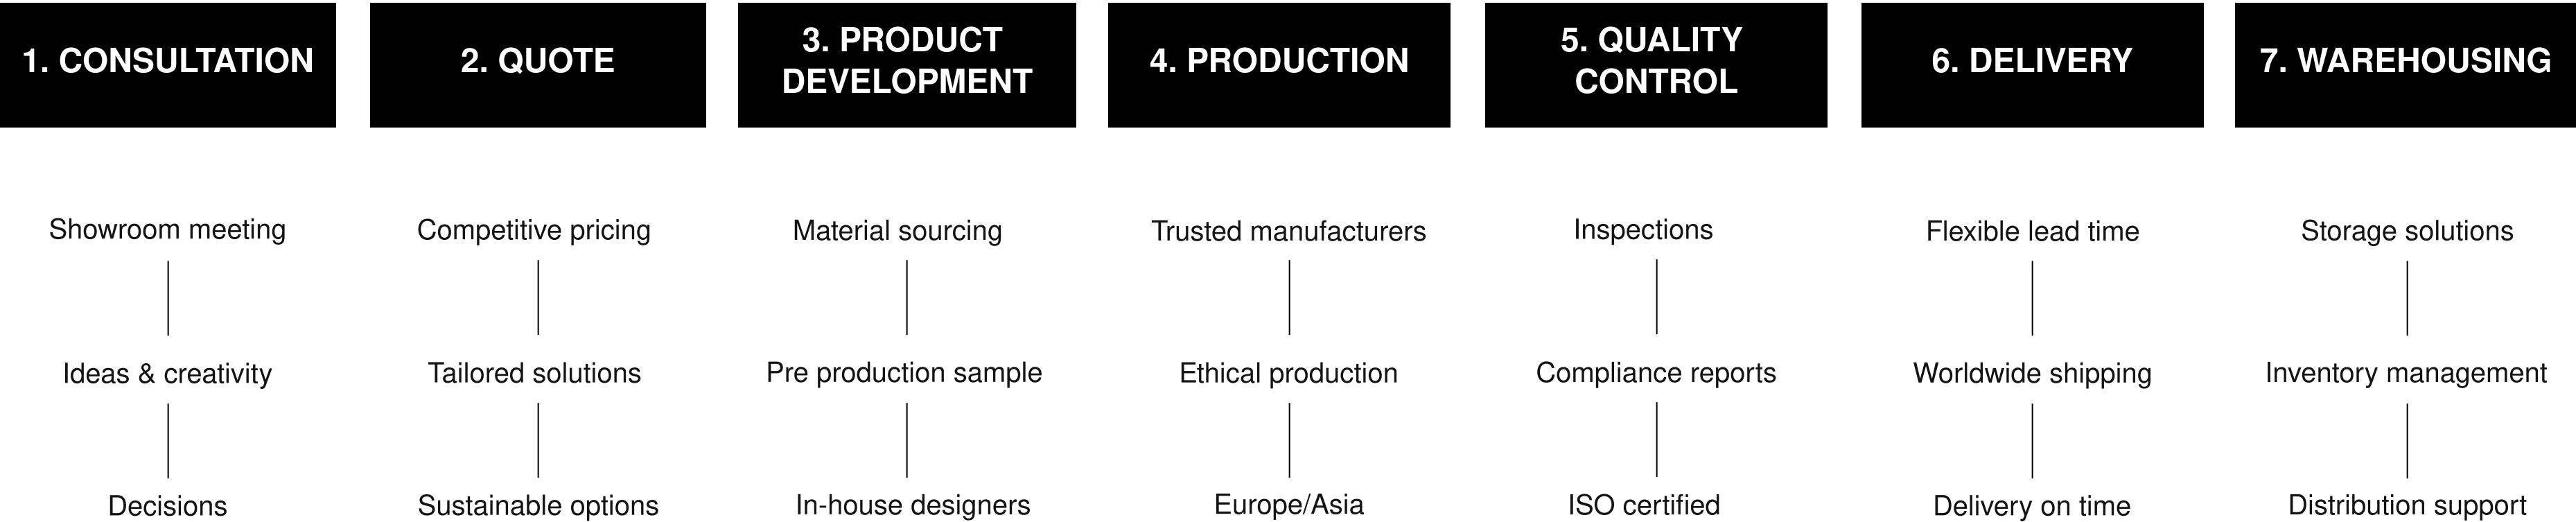 1. CONSULTATION
Showroom meeting
Ideas & creativity
Decisions
2. QUOTE
Competitive pricing
Tailored solutions
Sustainable options
3. PRODUCT
DEVELOPMENT
Material sourcing
Pre production sample
In-house designers
4. PRODUCTION
Trusted manufacturers
Ethical production
Europe/Asia
5. QUALITY
CONTROL
Inspections
Compliance reports
ISO certified
6. DELIVERY
Flexible lead time
Worldwide shipping
Delivery on time
7. WAREHOUSING
Storage solutions
Inventory management
Distribution support